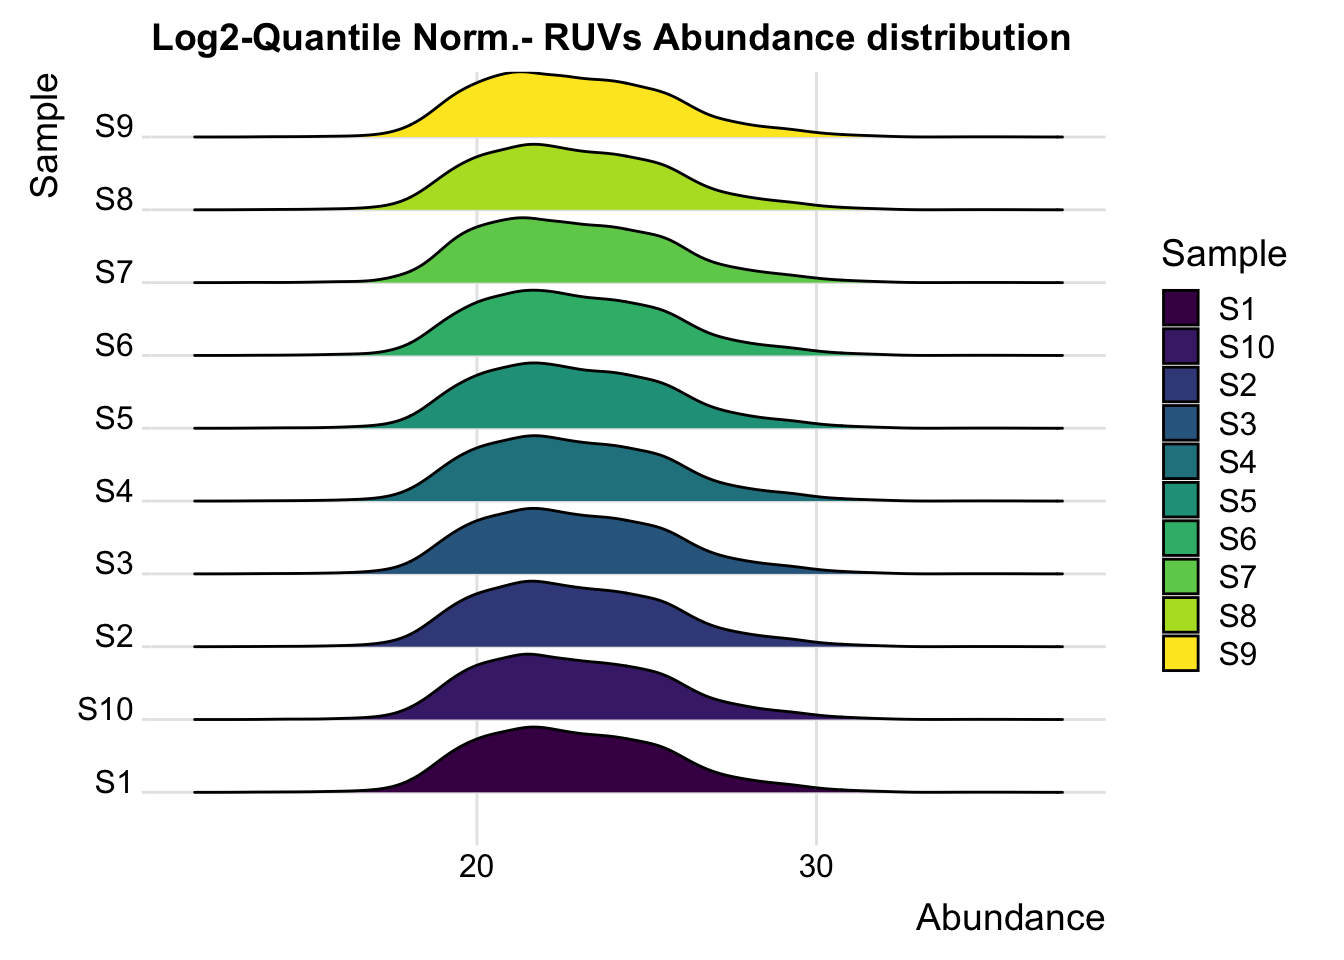 Log2-Quantile Norm.- RUVs Abundance distribution
Sample
S9
S8
S7
S6
S5
S4
S3
S2
S10
S1
20 30
Abundance
Sample
S1
S10
S2
S3
S4
S5
S6
S7
S8
S9